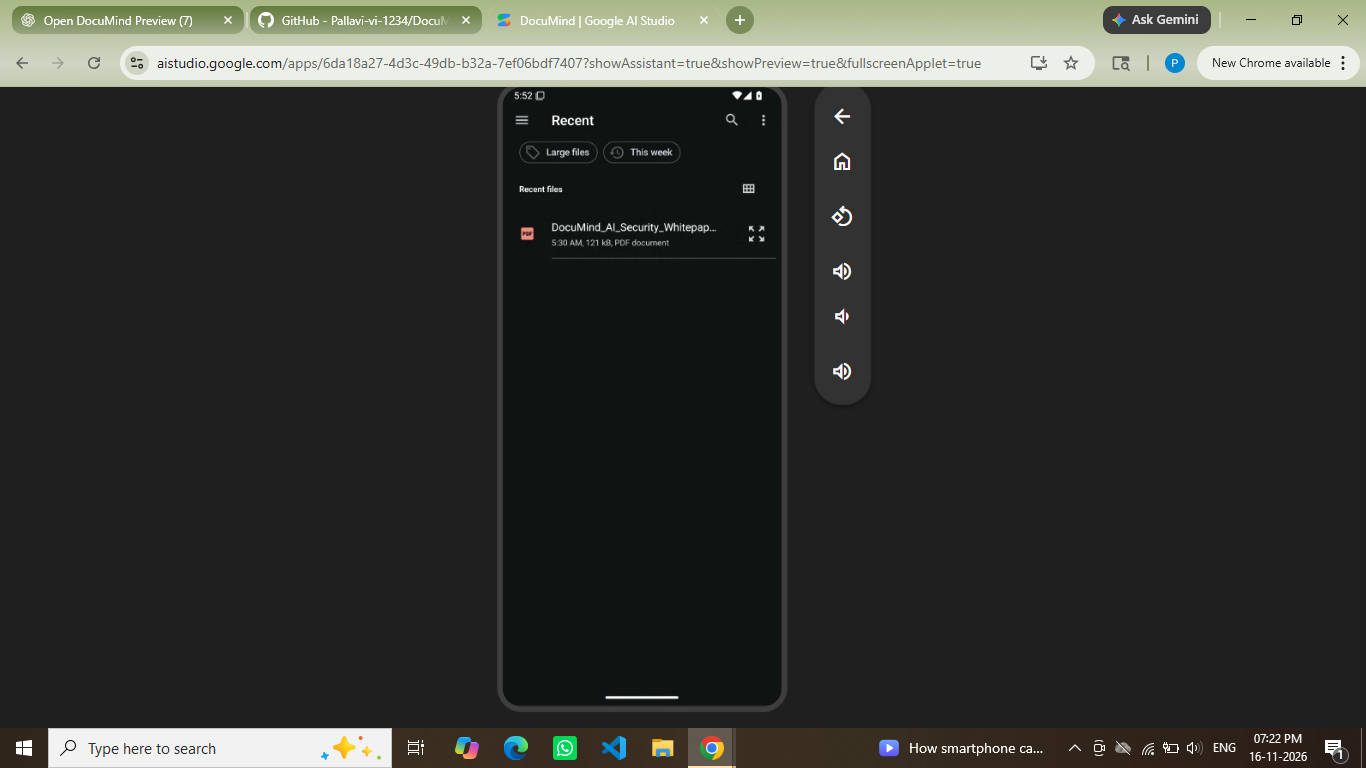 Open DocuMind Preview (7)
GitHub - Pallavi-vi-1234/DocuM
DocuMind | Google AI Studio
Ask Gemini
aistudio.google.com/apps/6da18a27-4d3c-49db-b32a-7ef06bdf7407?showAssistant=true&showPreview=true&fullscreenApplet=true
P
New Chrome available
5:52
Recent
Large files
This week
Recent files
PDF
DocuMind_AI_Security_Whitepap...
5:30 AM, 121 kB, PDF document
Type here to search
How smartphone ca...
ENG
07:22 PM
16-11-2026
1